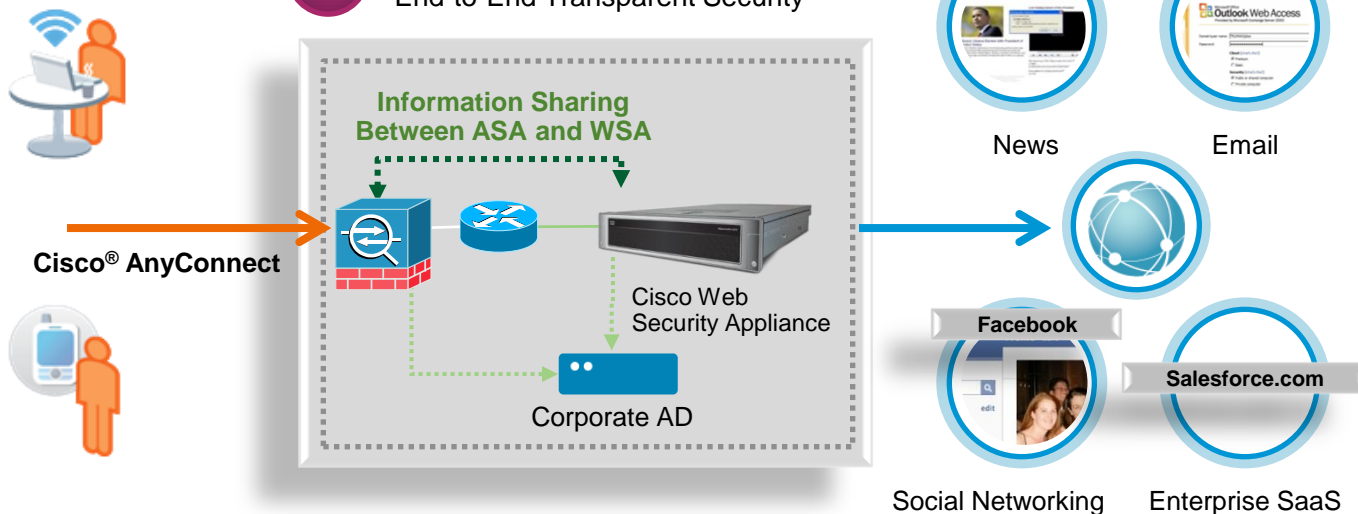 End-to-End Transparent Security
Outlook Web Access
Information Sharing
Between ASA and WSA
News
Email
Cisco® AnyConnect
Cisco Web
Security Appliance
Facebook
Salesforce.com
edit
Corporate AD
Social Networking
Enterprise SaaS